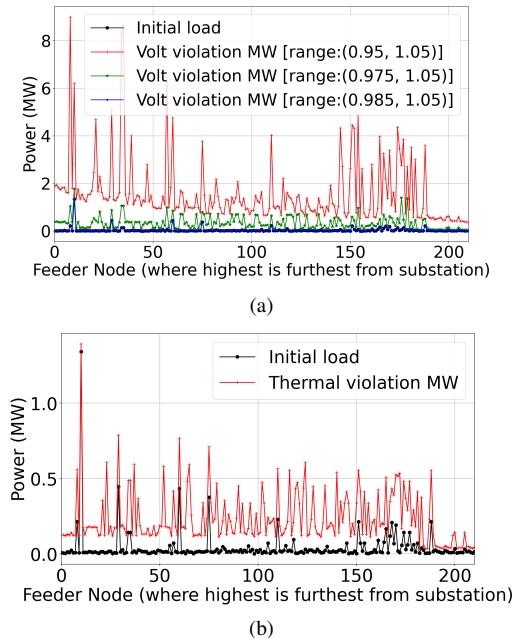 Initial load
Volt violation MW [range:(0.95, 1.05)]
Volt violation MW [range:(0.975, 1.05)]
Volt violation MW [range:(0.985, 1.05)]
Power (MW)
8
6
4
2
0
0 50 100 150 200
Feeder Node (where highest is furthest from substation)
(a)
Initial load
Thermal violation MW
Power (MW)
1.0
0.5
0.0
0 50 100 150 200
Feeder Node (where highest is furthest from substation)
(b)